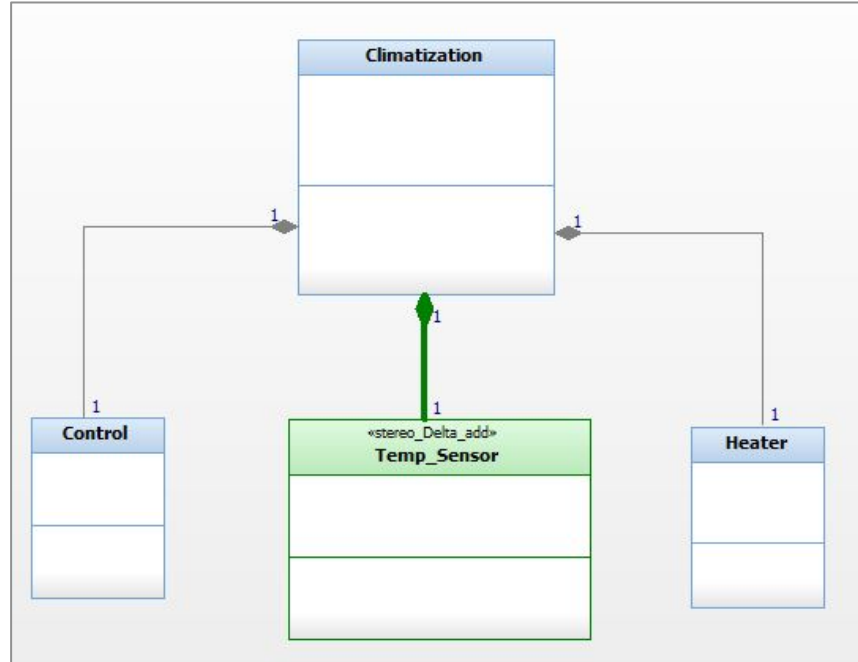 Climatization
1
1
1
1
1
1
Control
«stereo_Delta_add»
Temp_Sensor
Heater